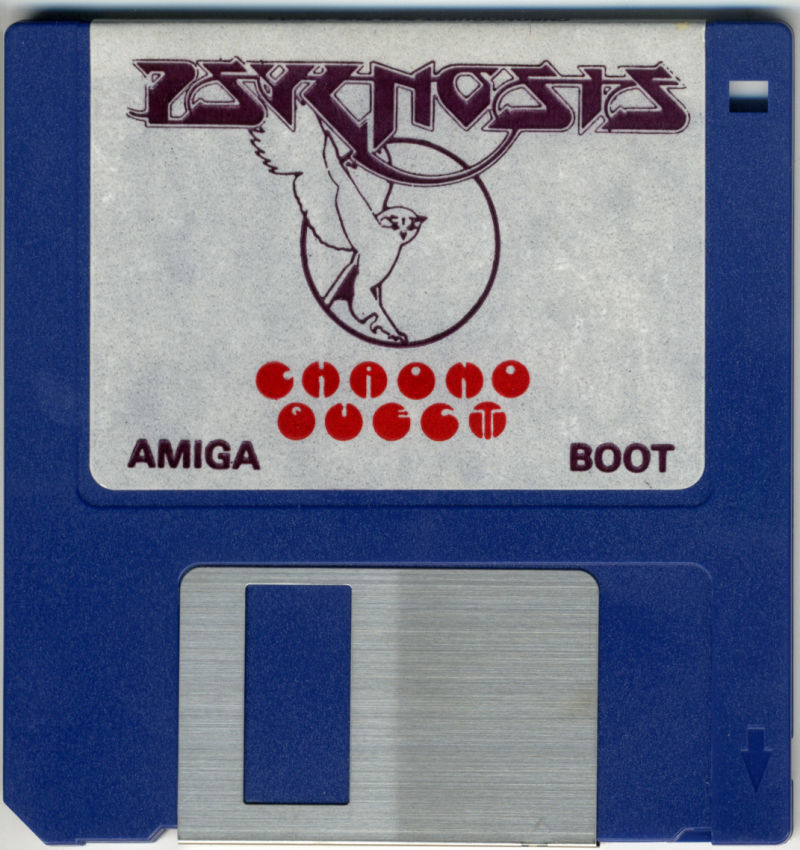 PSYGNOSIS
CHRONO
QUEST
AMIGA BOOT